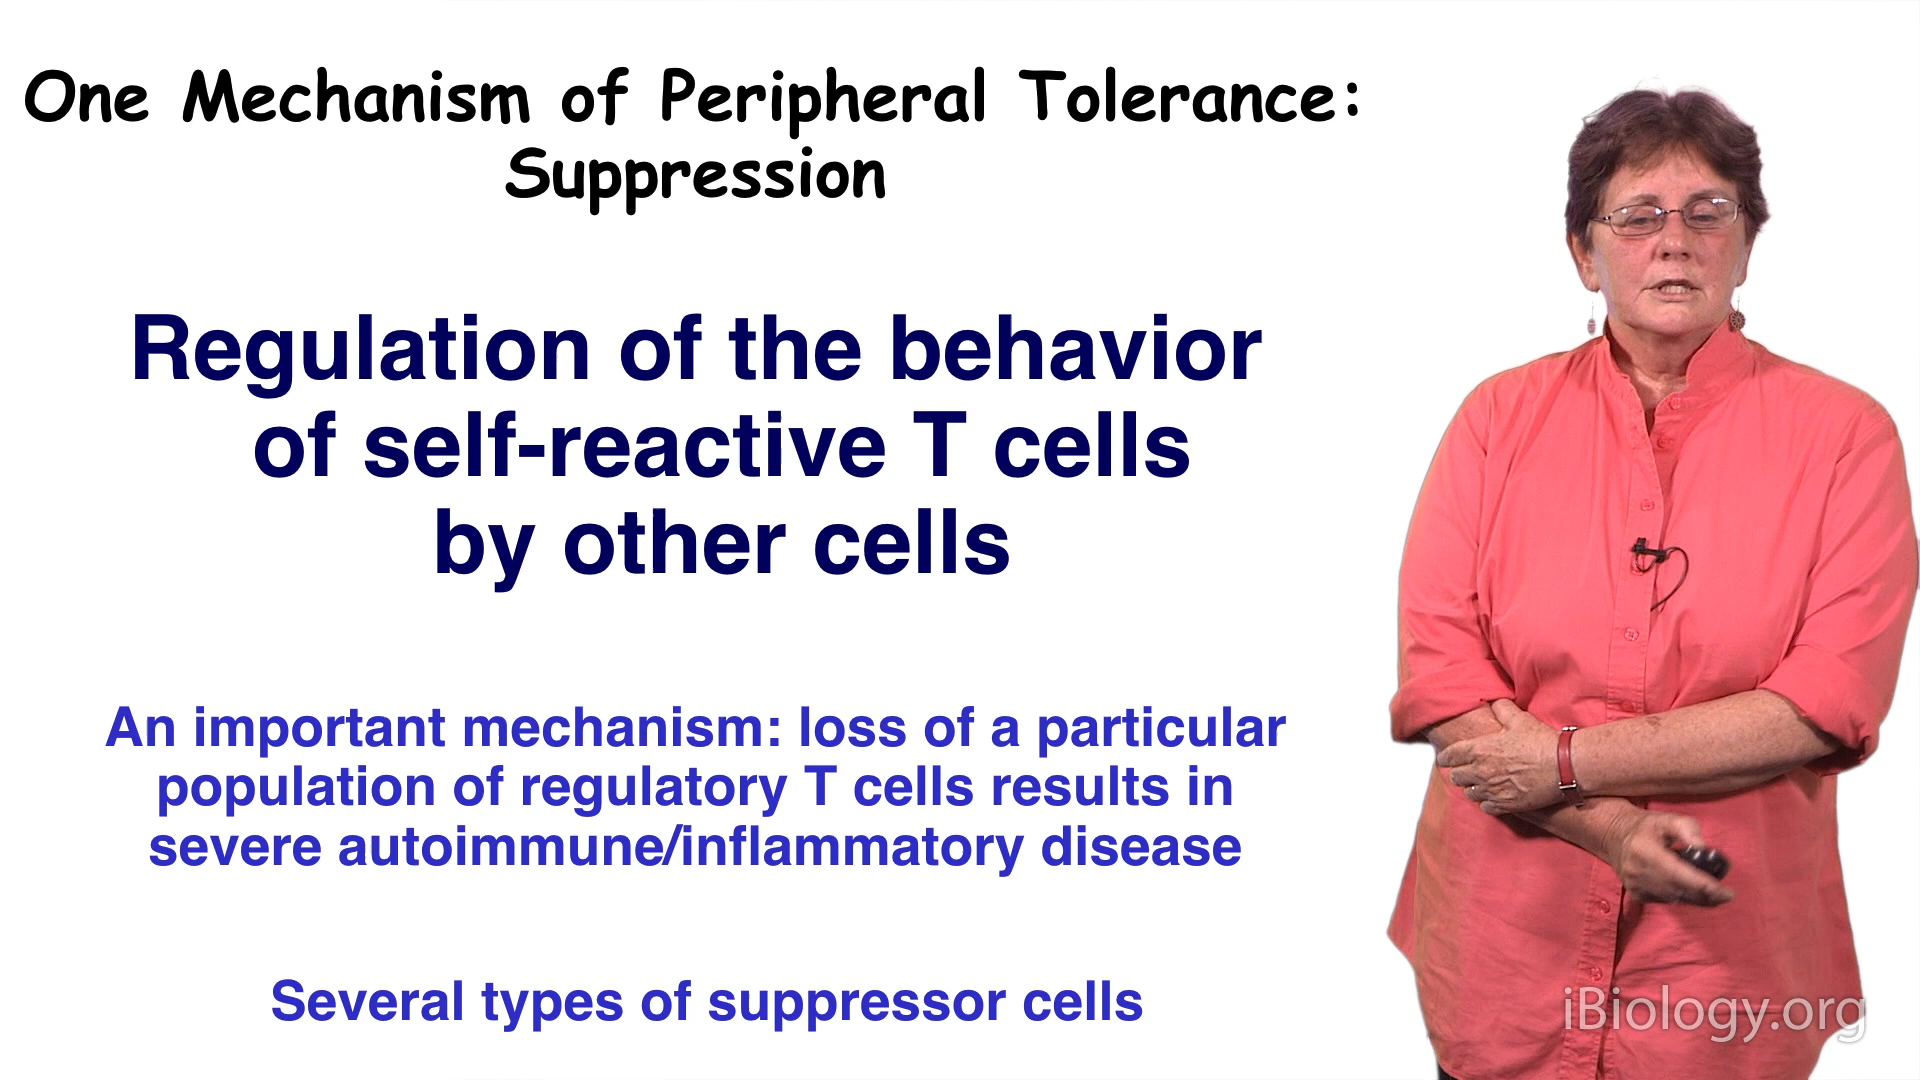 One Mechanism of Peripheral Tolerance:
Suppression
Regulation of the behavior
of self-reactive T cells
by other cells
An important mechanism: loss of a particular
population of regulatory T cells results in
severe autoimmune/inflammatory disease
Several types of suppressor cells
iBiology.org